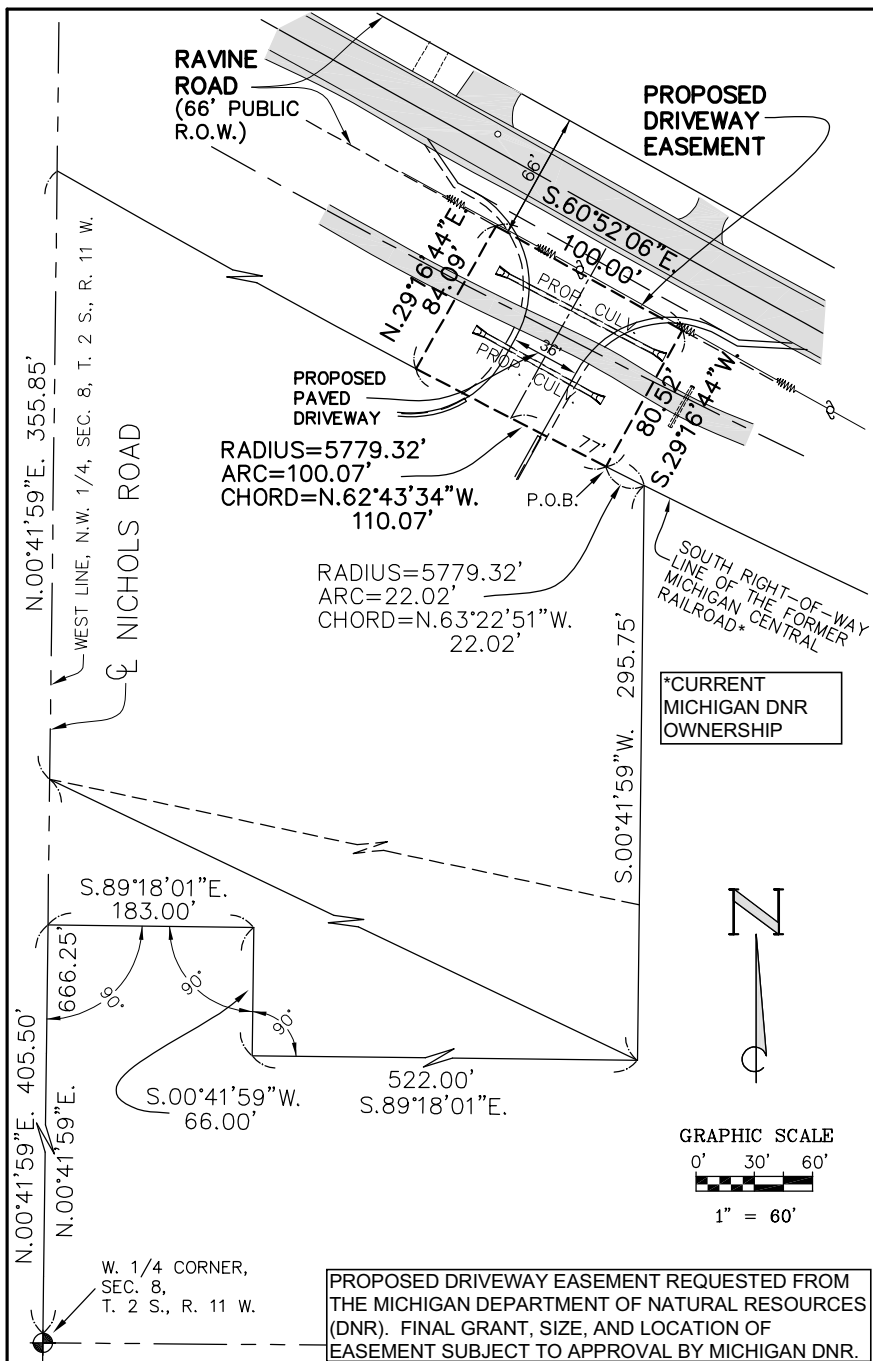 RAVINE
ROAD
(66' PUBLIC
R.O.W.)
PROPOSED
DRIVEWAY
EASEMENT
66'
S.60°52'06"E.
100.00'
N.29°16'44"E.
84.09'
PROP. CULV.
PROP. CULV.
36'
80.52
S.29°16'44"W.
PROPOSED
PAVED
DRIVEWAY
RADIUS=5779.32'
ARC=100.07'
CHORD=N.62°43'34"W.
110.07'
77'
P.O.B.
RADIUS=5779.32'
ARC=22.02'
CHORD=N.63°22'51"W.
22.02'
SOUTH RIGHT-OF-WAY
LINE OF THE FORMER
MICHIGAN CENTRAL
RAILROAD*
*CURRENT
MICHIGAN DNR
OWNERSHIP
N.00°41'59"E. 355.85'
WEST LINE, N.W. 1/4, SEC. 8, T. 2 S., R. 11 W.
℄ NICHOLS ROAD
S.00°41'59"W. 295.75'
S.89°18'01"E.
183.00'
666.25'
90°
90°
90°
N.00°41'59"E. 405.50'
N.00°41'59"E.
S.00°41'59"W.
66.00'
522.00'
S.89°18'01"E.
N
GRAPHIC SCALE
0' 30' 60'
1" = 60'
W. 1/4 CORNER,
SEC. 8,
T. 2 S., R. 11 W.
PROPOSED DRIVEWAY EASEMENT REQUESTED FROM
THE MICHIGAN DEPARTMENT OF NATURAL RESOURCES
(DNR). FINAL GRANT, SIZE, AND LOCATION OF
EASEMENT SUBJECT TO APPROVAL BY MICHIGAN DNR.